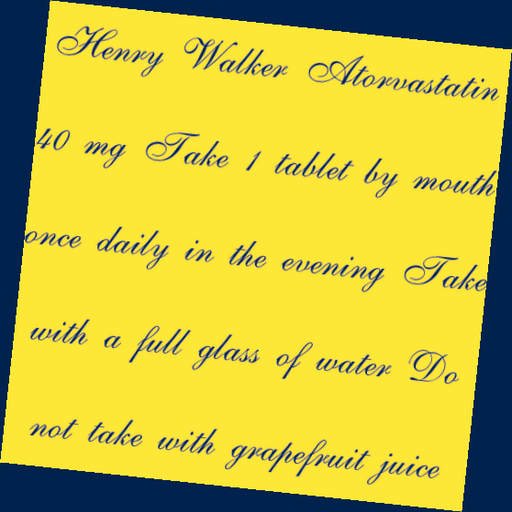 Henry Walker Atorvastatin
40 mg Take 1 tablet by mouth
once daily in the evening Take
with a full glass of water Do
not take with grapefruit juice